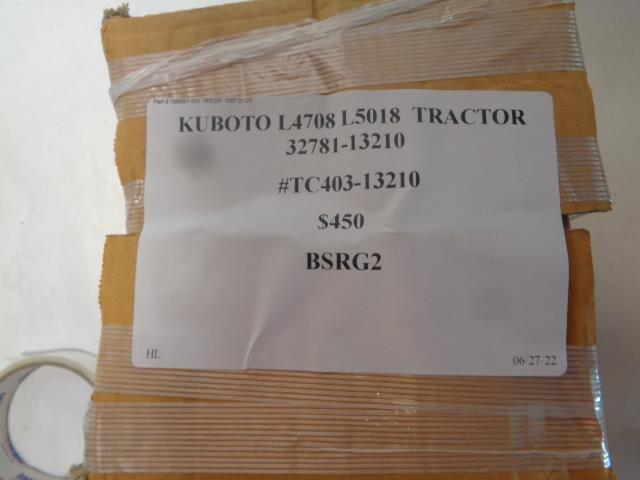 KUBOTO L4708 L5018 TRACTOR
32781-13210
#TC403-13210
$450
BSRG2
HL
06/27/22